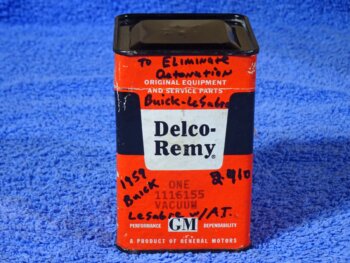 To Eliminate
Detonation
ORIGINAL EQUIPMENT
AND SERVICE PARTS
Buick-LeSabre
Delco-
Remy®
1959
Buick
LeSabre w/A.T.
ONE
1116155
VACUUM
PERFORMANCE GM DEPENDABILITY
A PRODUCT OF GENERAL MOTORS